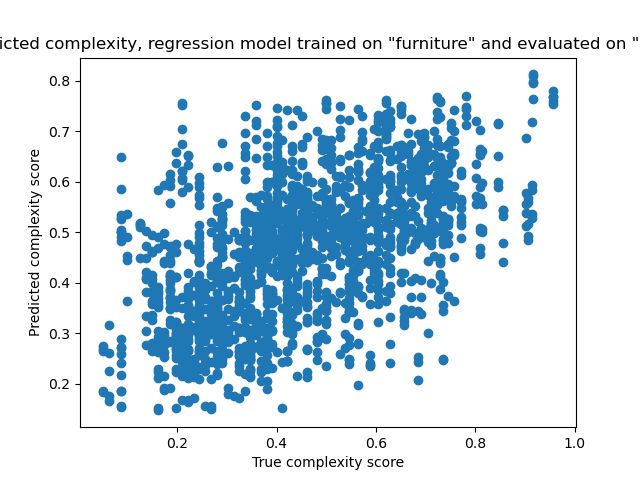 icted complexity, regression model trained on "furniture" and evaluated on "
Predicted complexity score
0.8
0.7
0.6
0.5
0.4
0.3
0.2
0.2 0.4 0.6 0.8 1.0
True complexity score